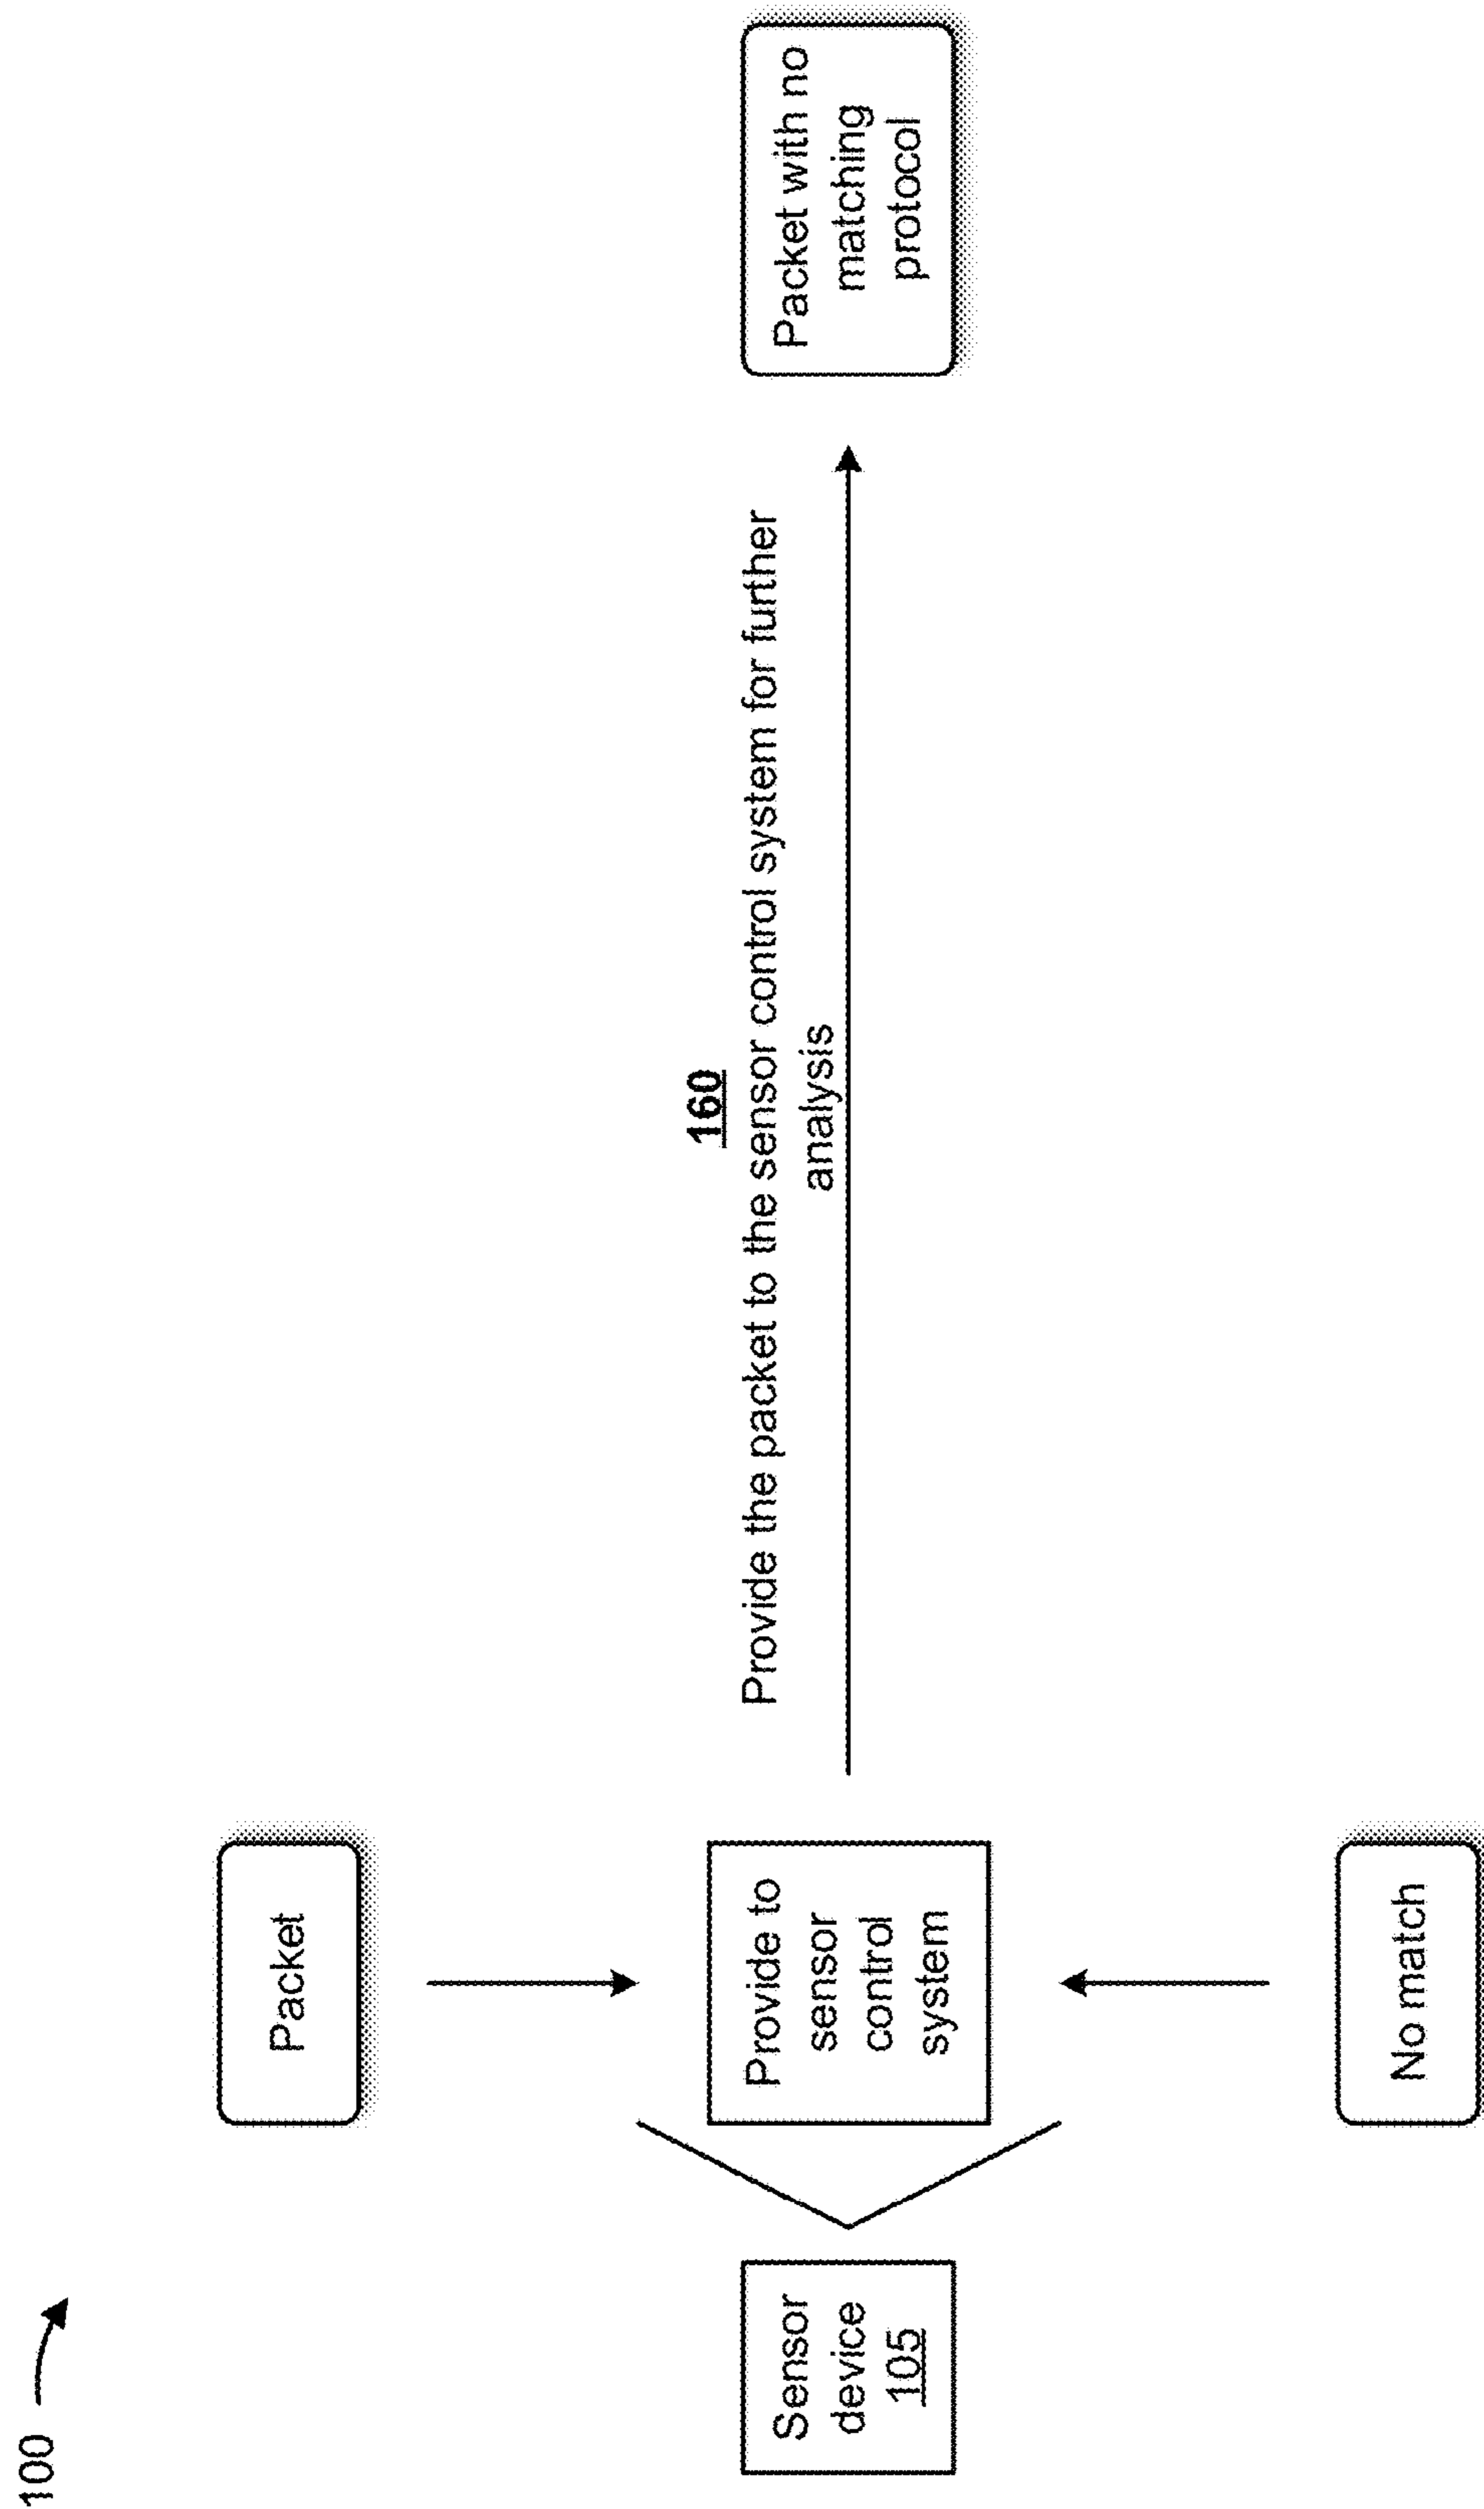 100
Sensor
device
105
Packet
Provide to
sensor
control
system
No match
160
Provide the packet to the sensor control system for further
analysis
Packet with no
matching
protocol